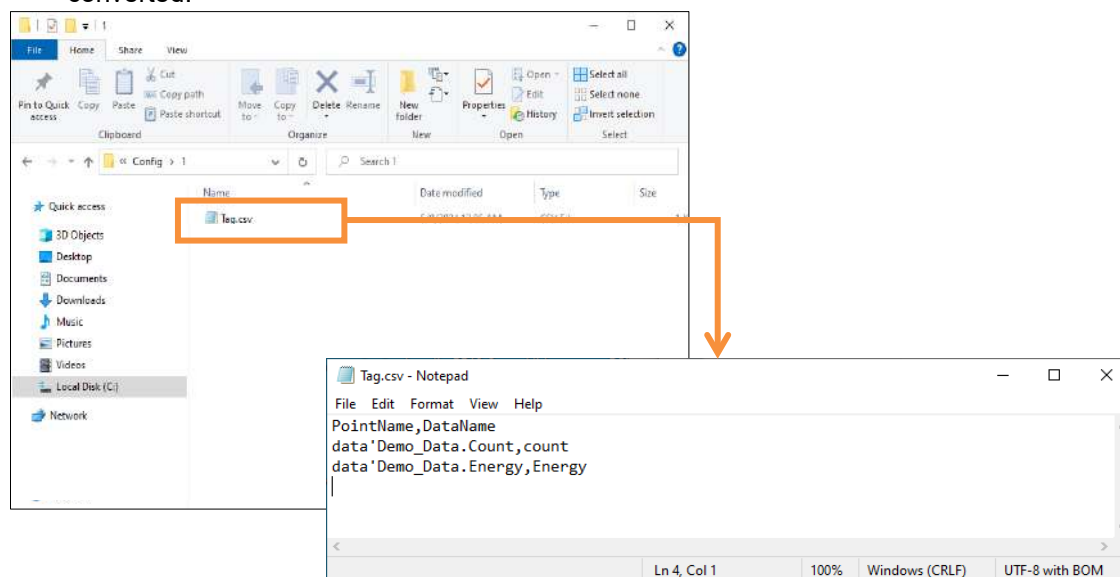 1
File Home Share View
Pin to Quick access
Copy
Paste
Cut
Copy path
Paste shortcut
Clipboard
Move to
Copy to
Delete
Rename
Organize
New folder
New
Properties
Open
Edit
History
Open
Select all
Select none
Invert selection
Select
« Config > 1
Search 1
Name Date modified Type Size
Tag.csv
Quick access
3D Objects
Desktop
Documents
Downloads
Music
Pictures
Videos
Local Disk (C:)
Network
Tag.csv - Notepad
File Edit Format View Help
PointName,DataName
data'Demo_Data.Count,count
data'Demo_Data.Energy,Energy
Ln 4, Col 1 100% Windows (CRLF) UTF-8 with BOM